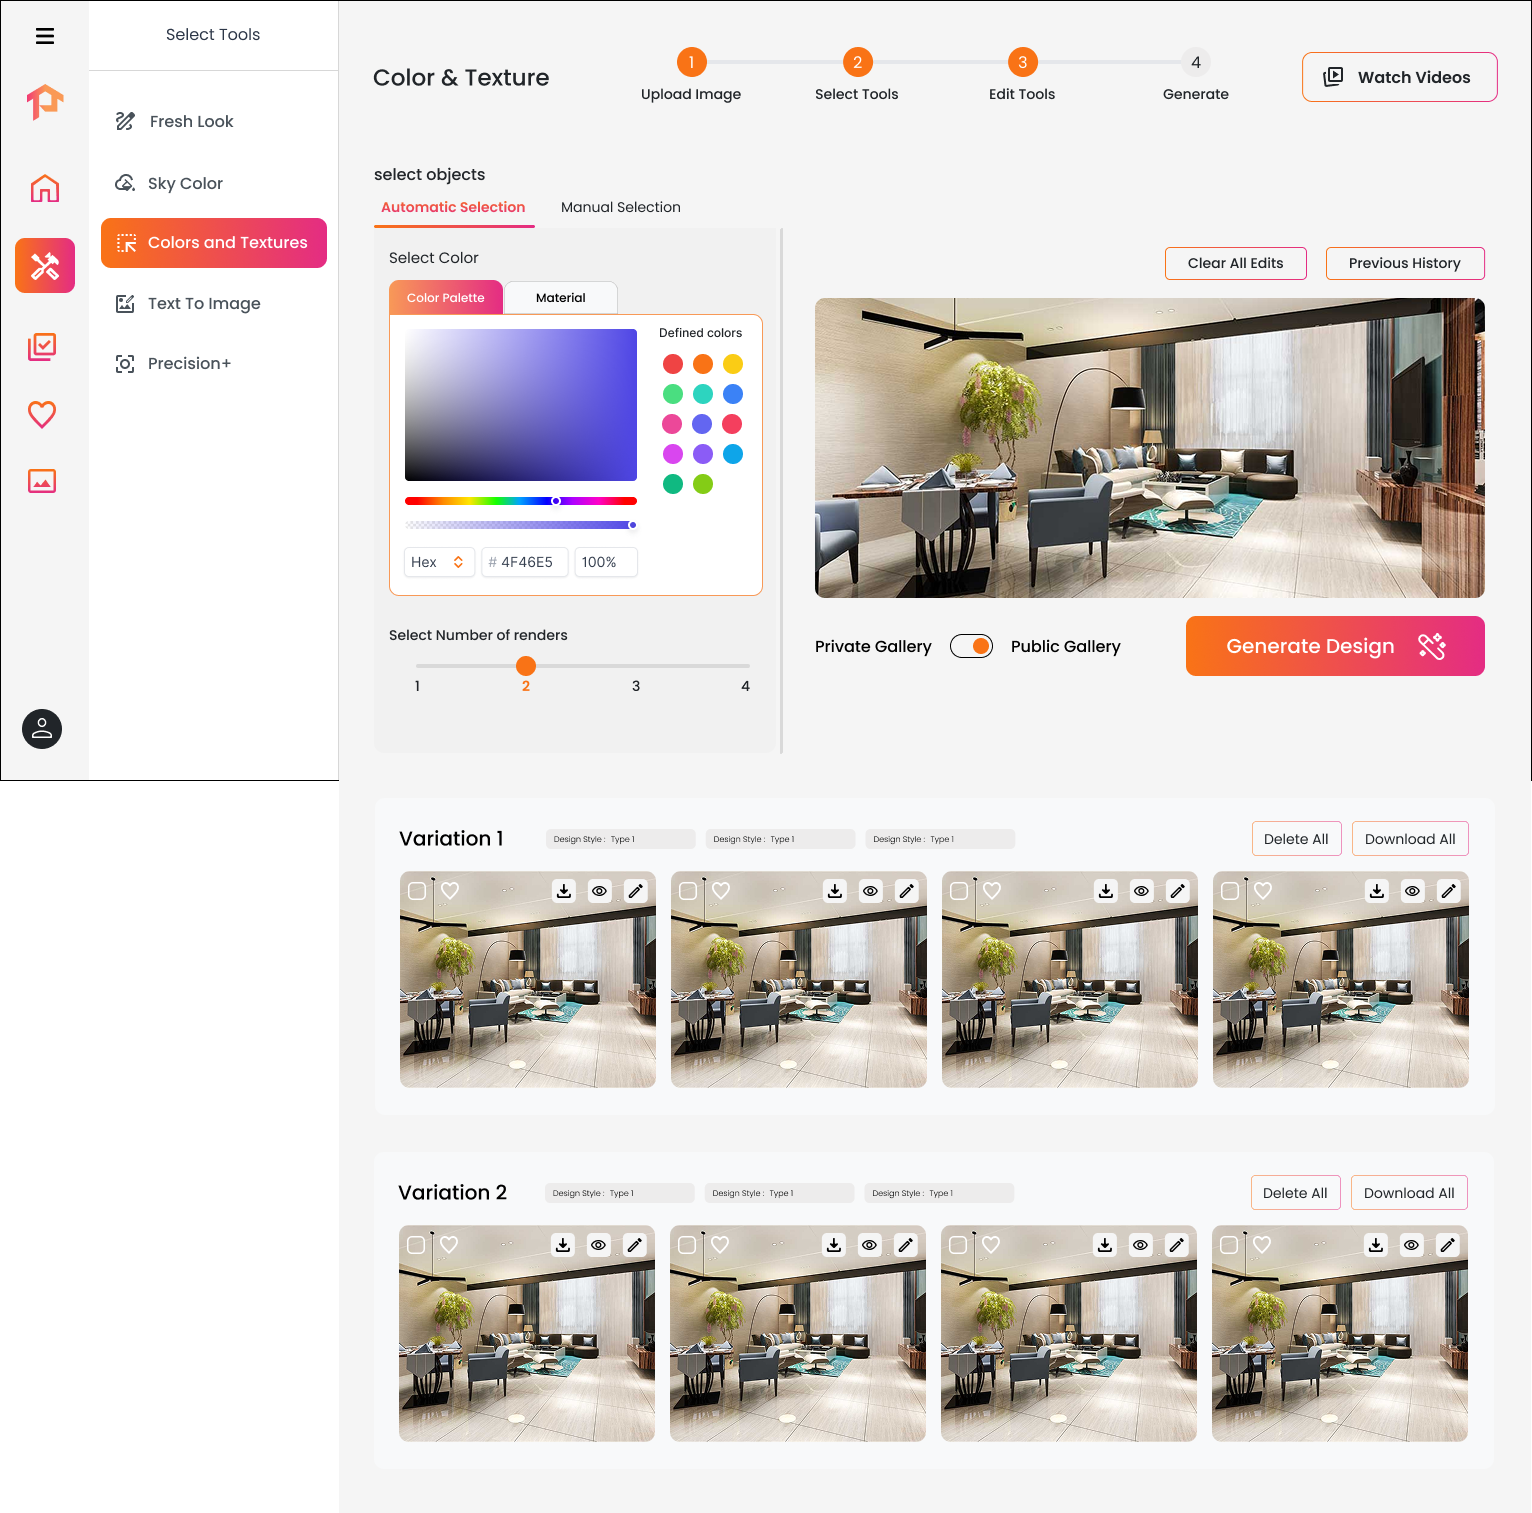 Select Tools
Fresh Look
Sky Color
Colors and Textures
Text To Image
Precision+
Color & Texture
1
Upload Image
2
Select Tools
3
Edit Tools
4
Generate
Watch Videos
select objects
Automatic Selection
Manual Selection
Select Color
Color Palette
Material
Defined colors
Hex
# 4F46E5
100%
Select Number of renders
1
2
3
4
Clear All Edits
Previous History
Private Gallery
Public Gallery
Generate Design
Variation 1
Design Style : Type 1
Design Style : Type 1
Design Style : Type 1
Delete All
Download All
Variation 2
Design Style : Type 1
Design Style : Type 1
Design Style : Type 1
Delete All
Download All